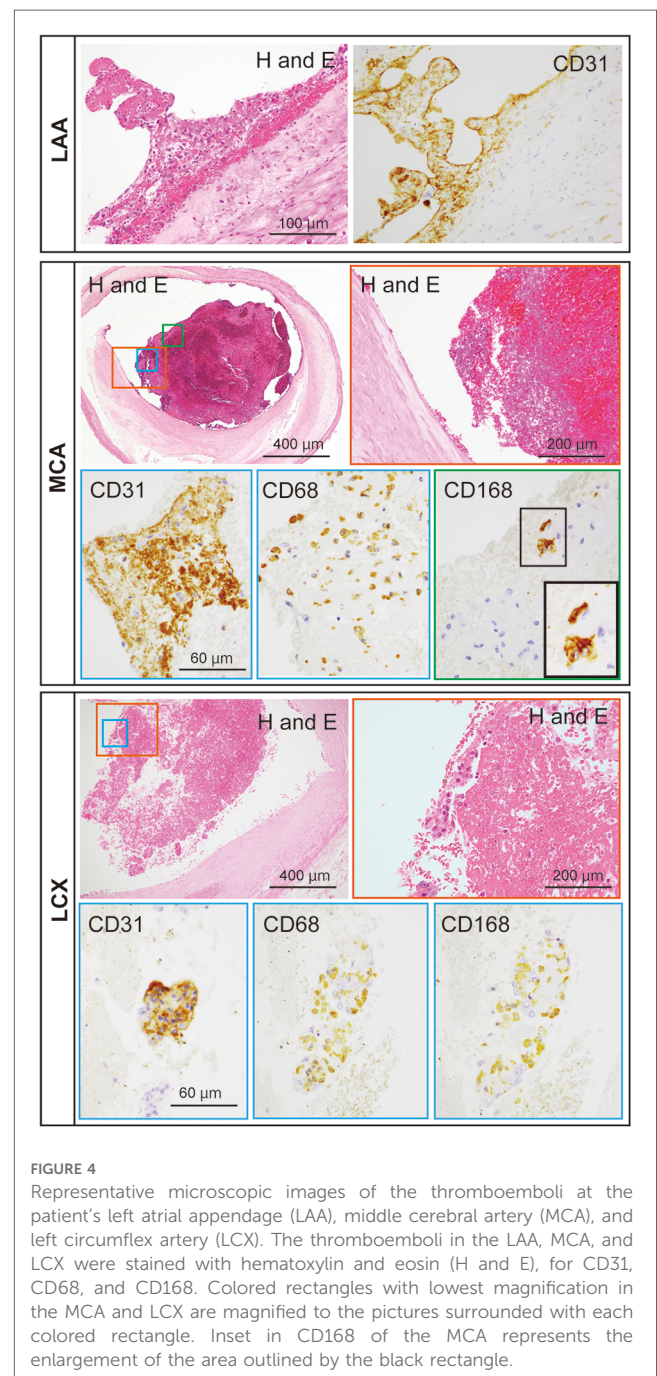 LAA
H and E
CD31
100 µm
MCA
H and E
H and E
400 µm
200 µm
CD31
CD68
CD168
60 µm
LCX
H and E
H and E
400 µm
200 µm
CD31
CD68
CD168
60 µm
FIGURE 4
Representative microscopic images of the thromboemboli at the
patient's left atrial appendage (LAA), middle cerebral artery (MCA), and
left circumflex artery (LCX). The thromboemboli in the LAA, MCA, and
LCX were stained with hematoxylin and eosin (H and E), for CD31,
CD68, and CD168. Colored rectangles with lowest magnification in
the MCA and LCX are magnified to the pictures surrounded with each
colored rectangle. Inset in CD168 of the MCA represents the
enlargement of the area outlined by the black rectangle.